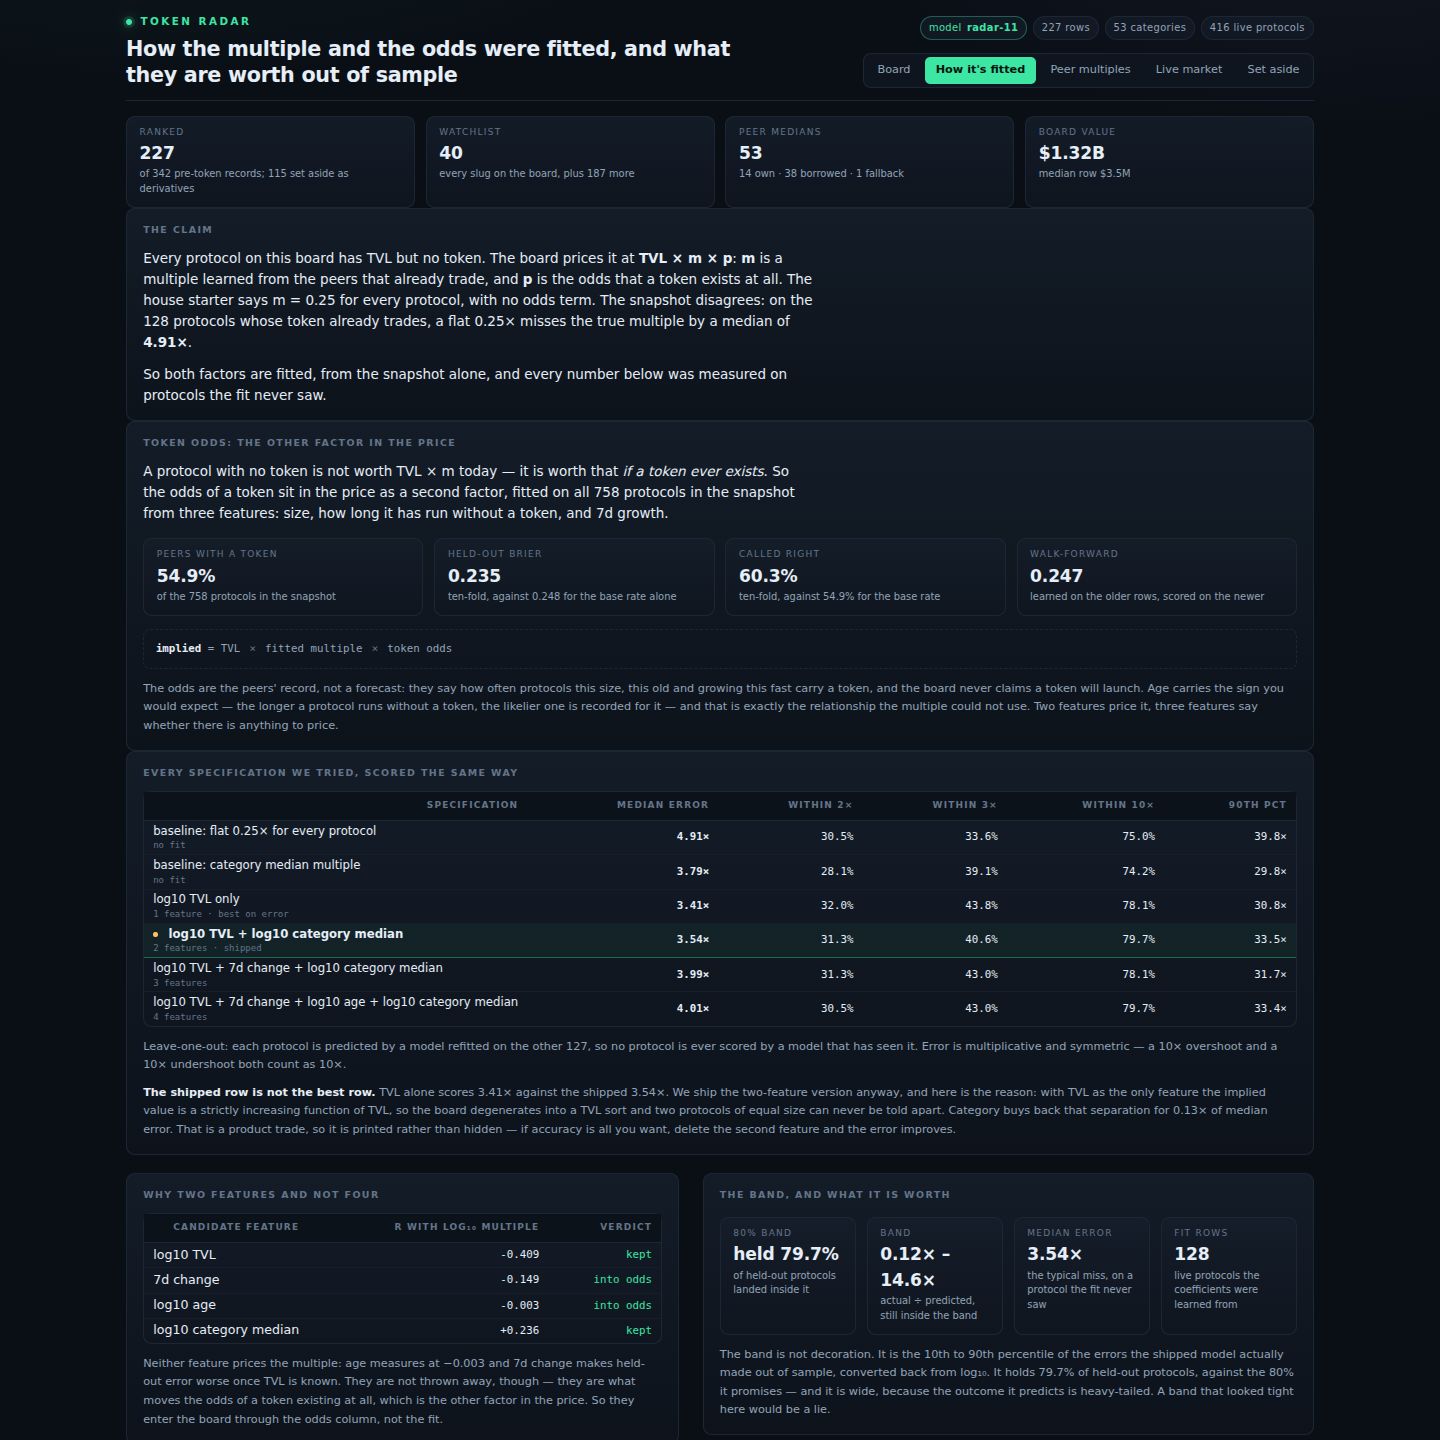 TOKEN RADAR
How the multiple and the odds were fitted, and what
they are worth out of sample
model radar-11
227 rows
53 categories
416 live protocols
Board
How it's fitted
Peer multiples
Live market
Set aside
RANKED
227
of 342 pre-token records; 115 set aside as
derivatives
WATCHLIST
40
every slug on the board, plus 187 more
PEER MEDIANS
53
14 own · 38 borrowed · 1 fallback
BOARD VALUE
$1.32B
median row $3.5M
THE CLAIM
Every protocol on this board has TVL but no token. The board prices it at TVL × m × p: m is a
multiple learned from the peers that already trade, and p is the odds that a token exists at all. The
house starter says m = 0.25 for every protocol, with no odds term. The snapshot disagrees: on the
128 protocols whose token already trades, a flat 0.25× misses the true multiple by a median of
4.91×.
So both factors are fitted, from the snapshot alone, and every number below was measured on
protocols the fit never saw.
TOKEN ODDS: THE OTHER FACTOR IN THE PRICE
A protocol with no token is not worth TVL × m today — it is worth that if a token ever exists. So
the odds of a token sit in the price as a second factor, fitted on all 758 protocols in the snapshot
from three features: size, how long it has run without a token, and 7d growth.
PEERS WITH A TOKEN
54.9%
of the 758 protocols in the snapshot
HELD-OUT BRIER
0.235
ten-fold, against 0.248 for the base rate alone
CALLED RIGHT
60.3%
ten-fold, against 54.9% for the base rate
WALK-FORWARD
0.247
learned on the older rows, scored on the newer
implied = TVL × fitted multiple × token odds
The odds are the peers' record, not a forecast: they say how often protocols this size, this old and growing this fast carry a token, and the board never claims a token will launch. Age carries the sign you
would expect — the longer a protocol runs without a token, the likelier one is recorded for it — and that is exactly the relationship the multiple could not use. Two features price it, three features say
whether there is anything to price.
EVERY SPECIFICATION WE TRIED, SCORED THE SAME WAY
SPECIFICATION MEDIAN ERROR WITHIN 2× WITHIN 3× WITHIN 10× 90TH PCT
baseline: flat 0.25× for every protocol 4.91× 30.5% 33.6% 75.0% 39.8×
no fit
baseline: category median multiple 3.79× 28.1% 39.1% 74.2% 29.8×
no fit
log10 TVL only 3.41× 32.0% 43.8% 78.1% 30.8×
1 feature · best on error
log10 TVL + log10 category median 3.54× 31.3% 40.6% 79.7% 33.5×
2 features · shipped
log10 TVL + 7d change + log10 category median 3.99× 31.3% 43.0% 78.1% 31.7×
3 features
log10 TVL + 7d change + log10 age + log10 category median 4.01× 30.5% 43.0% 79.7% 33.4×
4 features
Leave-one-out: each protocol is predicted by a model refitted on the other 127, so no protocol is ever scored by a model that has seen it. Error is multiplicative and symmetric — a 10× overshoot and a
10× undershoot both count as 10×.
The shipped row is not the best row. TVL alone scores 3.41× against the shipped 3.54×. We ship the two-feature version anyway, and here is the reason: with TVL as the only feature the implied
value is a strictly increasing function of TVL, so the board degenerates into a TVL sort and two protocols of equal size can never be told apart. Category buys back that separation for 0.13× of median
error. That is a product trade, so it is printed rather than hidden — if accuracy is all you want, delete the second feature and the error improves.
WHY TWO FEATURES AND NOT FOUR
CANDIDATE FEATURE R WITH LOG₁₀ MULTIPLE VERDICT
log10 TVL -0.409 kept
7d change -0.149 into odds
log10 age -0.003 into odds
log10 category median +0.236 kept
Neither feature prices the multiple: age measures at −0.003 and 7d change makes held-
out error worse once TVL is known. They are not thrown away, though — they are what
moves the odds of a token existing at all, which is the other factor in the price. So they
enter the board through the odds column, not the fit.
THE BAND, AND WHAT IT IS WORTH
80% BAND
held 79.7%
of held-out protocols
landed inside it
BAND
0.12× –
14.6×
actual ÷ predicted,
still inside the band
MEDIAN ERROR
3.54×
the typical miss, on a
protocol the fit never
saw
FIT ROWS
128
live protocols the
coefficients were
learned from
The band is not decoration. It is the 10th to 90th percentile of the errors the shipped model actually
made out of sample, converted back from log₁₀. It holds 79.7% of held-out protocols, against the 80%
it promises — and it is wide, because the outcome it predicts is heavy-tailed. A band that looked tight
here would be a lie.